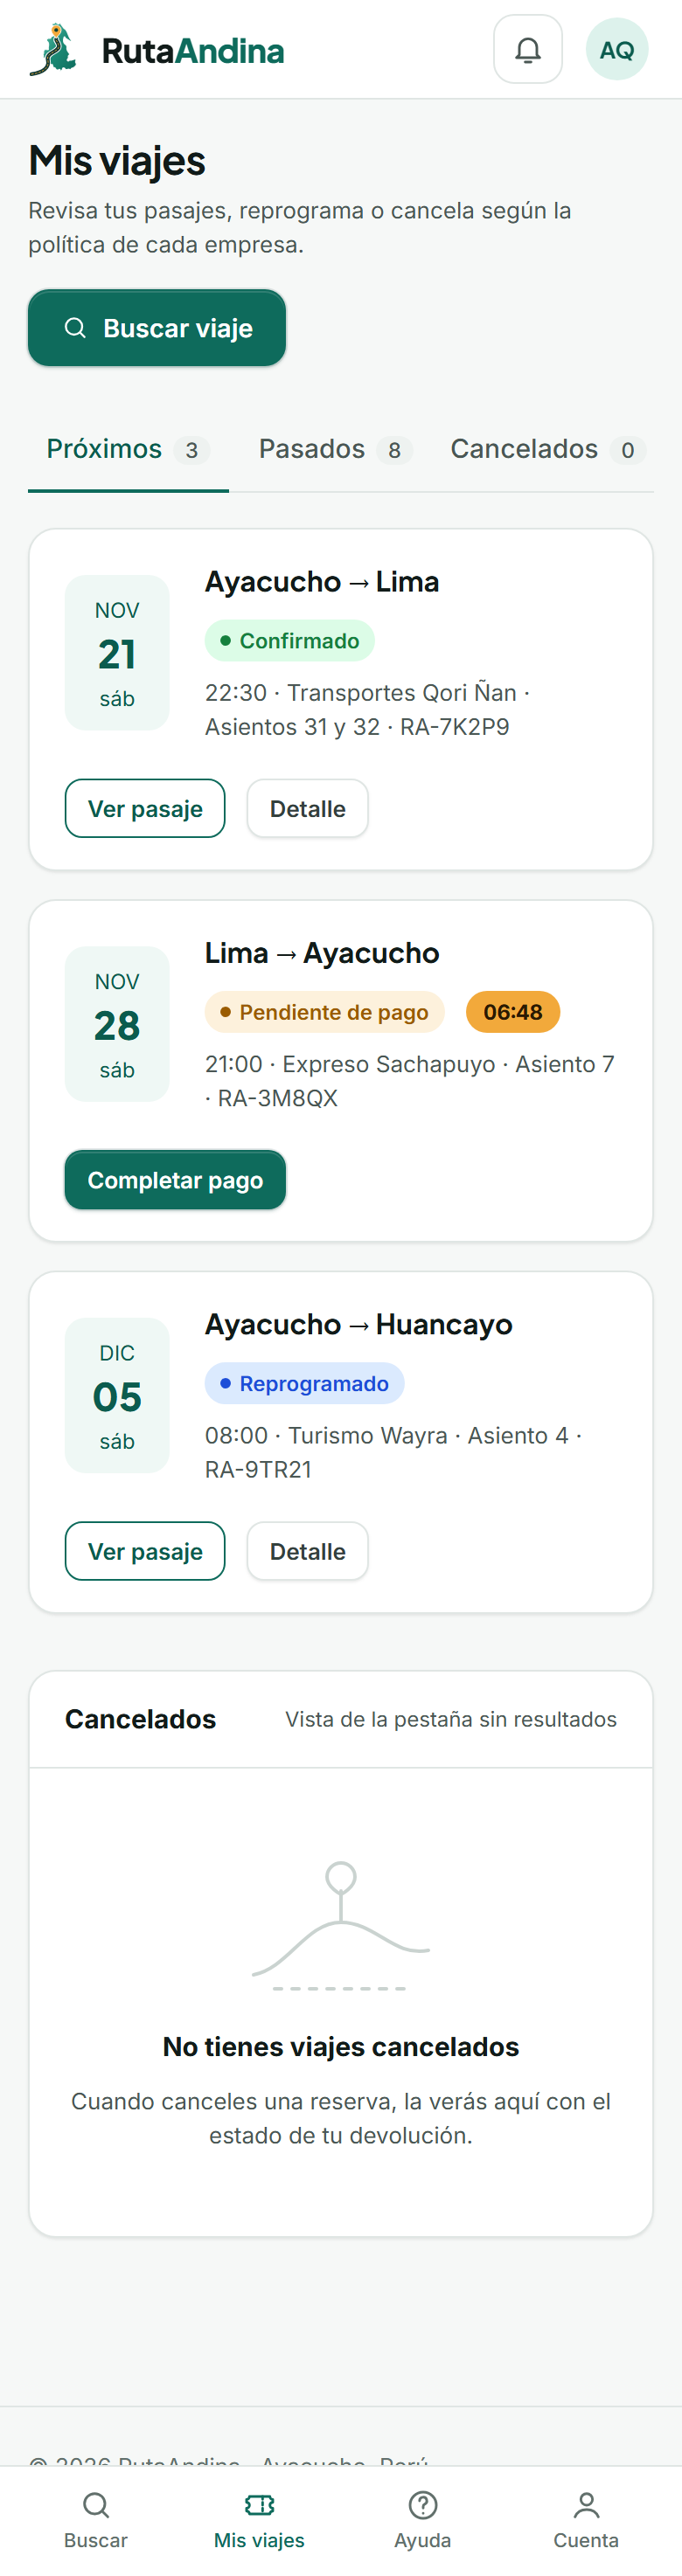 RutaAndina
AQ
Mis viajes
Revisa tus pasajes, reprograma o cancela según la
política de cada empresa.
Buscar viaje
Próximos 3 Pasados 8 Cancelados 0
NOV
21
sáb
Ayacucho → Lima
Confirmado
22:30 · Transportes Qori Ñan ·
Asientos 31 y 32 · RA-7K2P9
Ver pasaje Detalle
NOV
28
sáb
Lima → Ayacucho
Pendiente de pago 06:48
21:00 · Expreso Sachapuyo · Asiento 7
· RA-3M8QX
Completar pago
DIC
05
sáb
Ayacucho → Huancayo
Reprogramado
08:00 · Turismo Wayra · Asiento 4 ·
RA-9TR21
Ver pasaje Detalle
Cancelados Vista de la pestaña sin resultados
No tienes viajes cancelados
Cuando canceles una reserva, la verás aquí con el
estado de tu devolución.
© 2026 RutaAndina · Ayacucho, Perú
Buscar Mis viajes Ayuda Cuenta